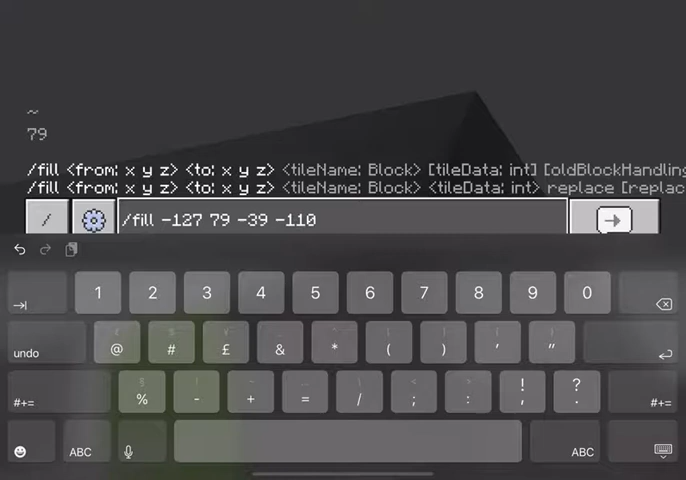 ~
79
/fill <from: x y z> <to: x y z> <tileName: Block> [tileData: int] [oldBlockHandling
/fill <from: x y z> <to: x y z> <tileName: Block> <tileData: int> replace [replac
/ /fill -127 79 -39 -110
1 2 3 4 5 6 7 8 9 0
undo @ # £ & * ( ) ' "
#+= % - + = / ; : ! , ? . #+=
ABC ABC